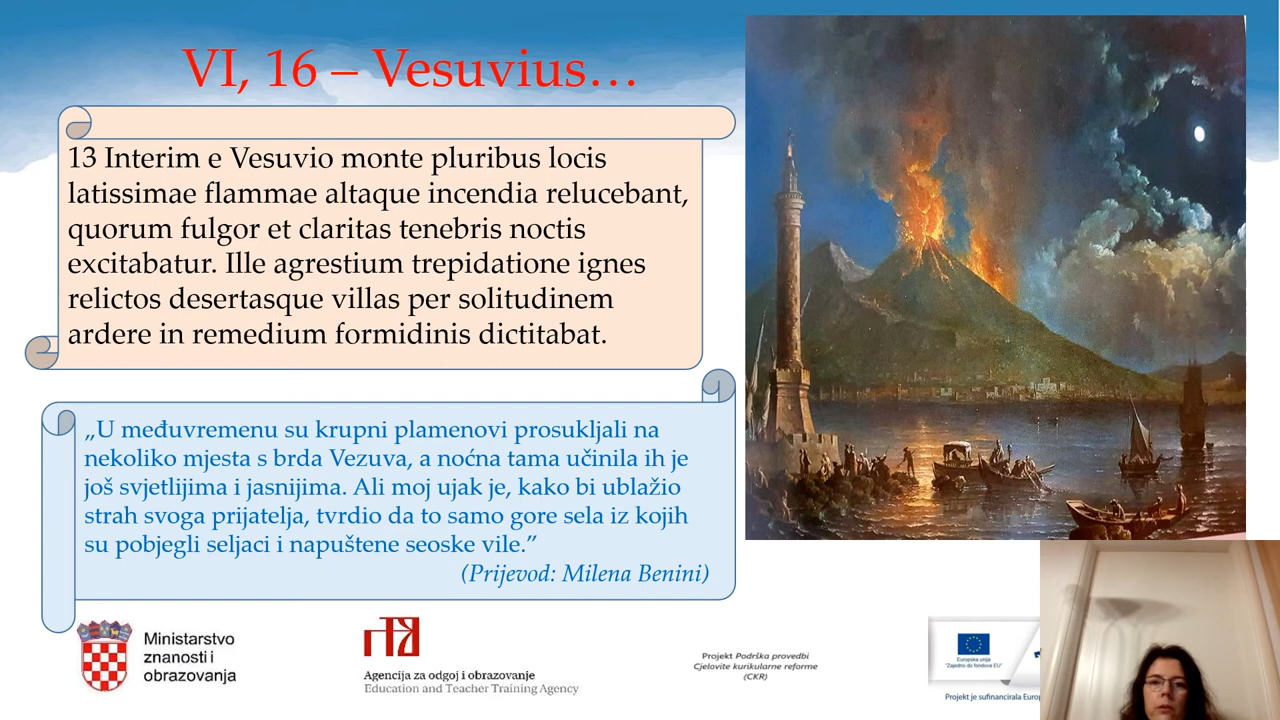 VI, 16 – Vesuvius…
13 Interim e Vesuvio monte pluribus locis
latissimae flammae altaque incendia relucebant,
quorum fulgor et claritas tenebris noctis
excitabatur. Ille agrestium trepidatione ignes
relictos desertasque villas per solitudinem
ardere in remedium formidinis dictitabat.
„U međuvremenu su krupni plamenovi prosukljali na
nekoliko mjesta s brda Vezuva, a noćna tama učinila ih je
još svjetlijima i jasnijima. Ali moj ujak je, kako bi ublažio
strah svoga prijatelja, tvrdio da to samo gore sela iz kojih
su pobjegli seljaci i napuštene seoske vile.”
(Prijevod: Milena Benini)
Ministarstvo
znanosti i
obrazovanja
Agencija za odgoj i obrazovanje
Education and Teacher Training Agency
Projekt Podrška provedbi
Cjelovite kurikularne reforme
(CKR)
Europska unija
"Zajedno do fondova EU"
Projekt je sufinancirala Europ